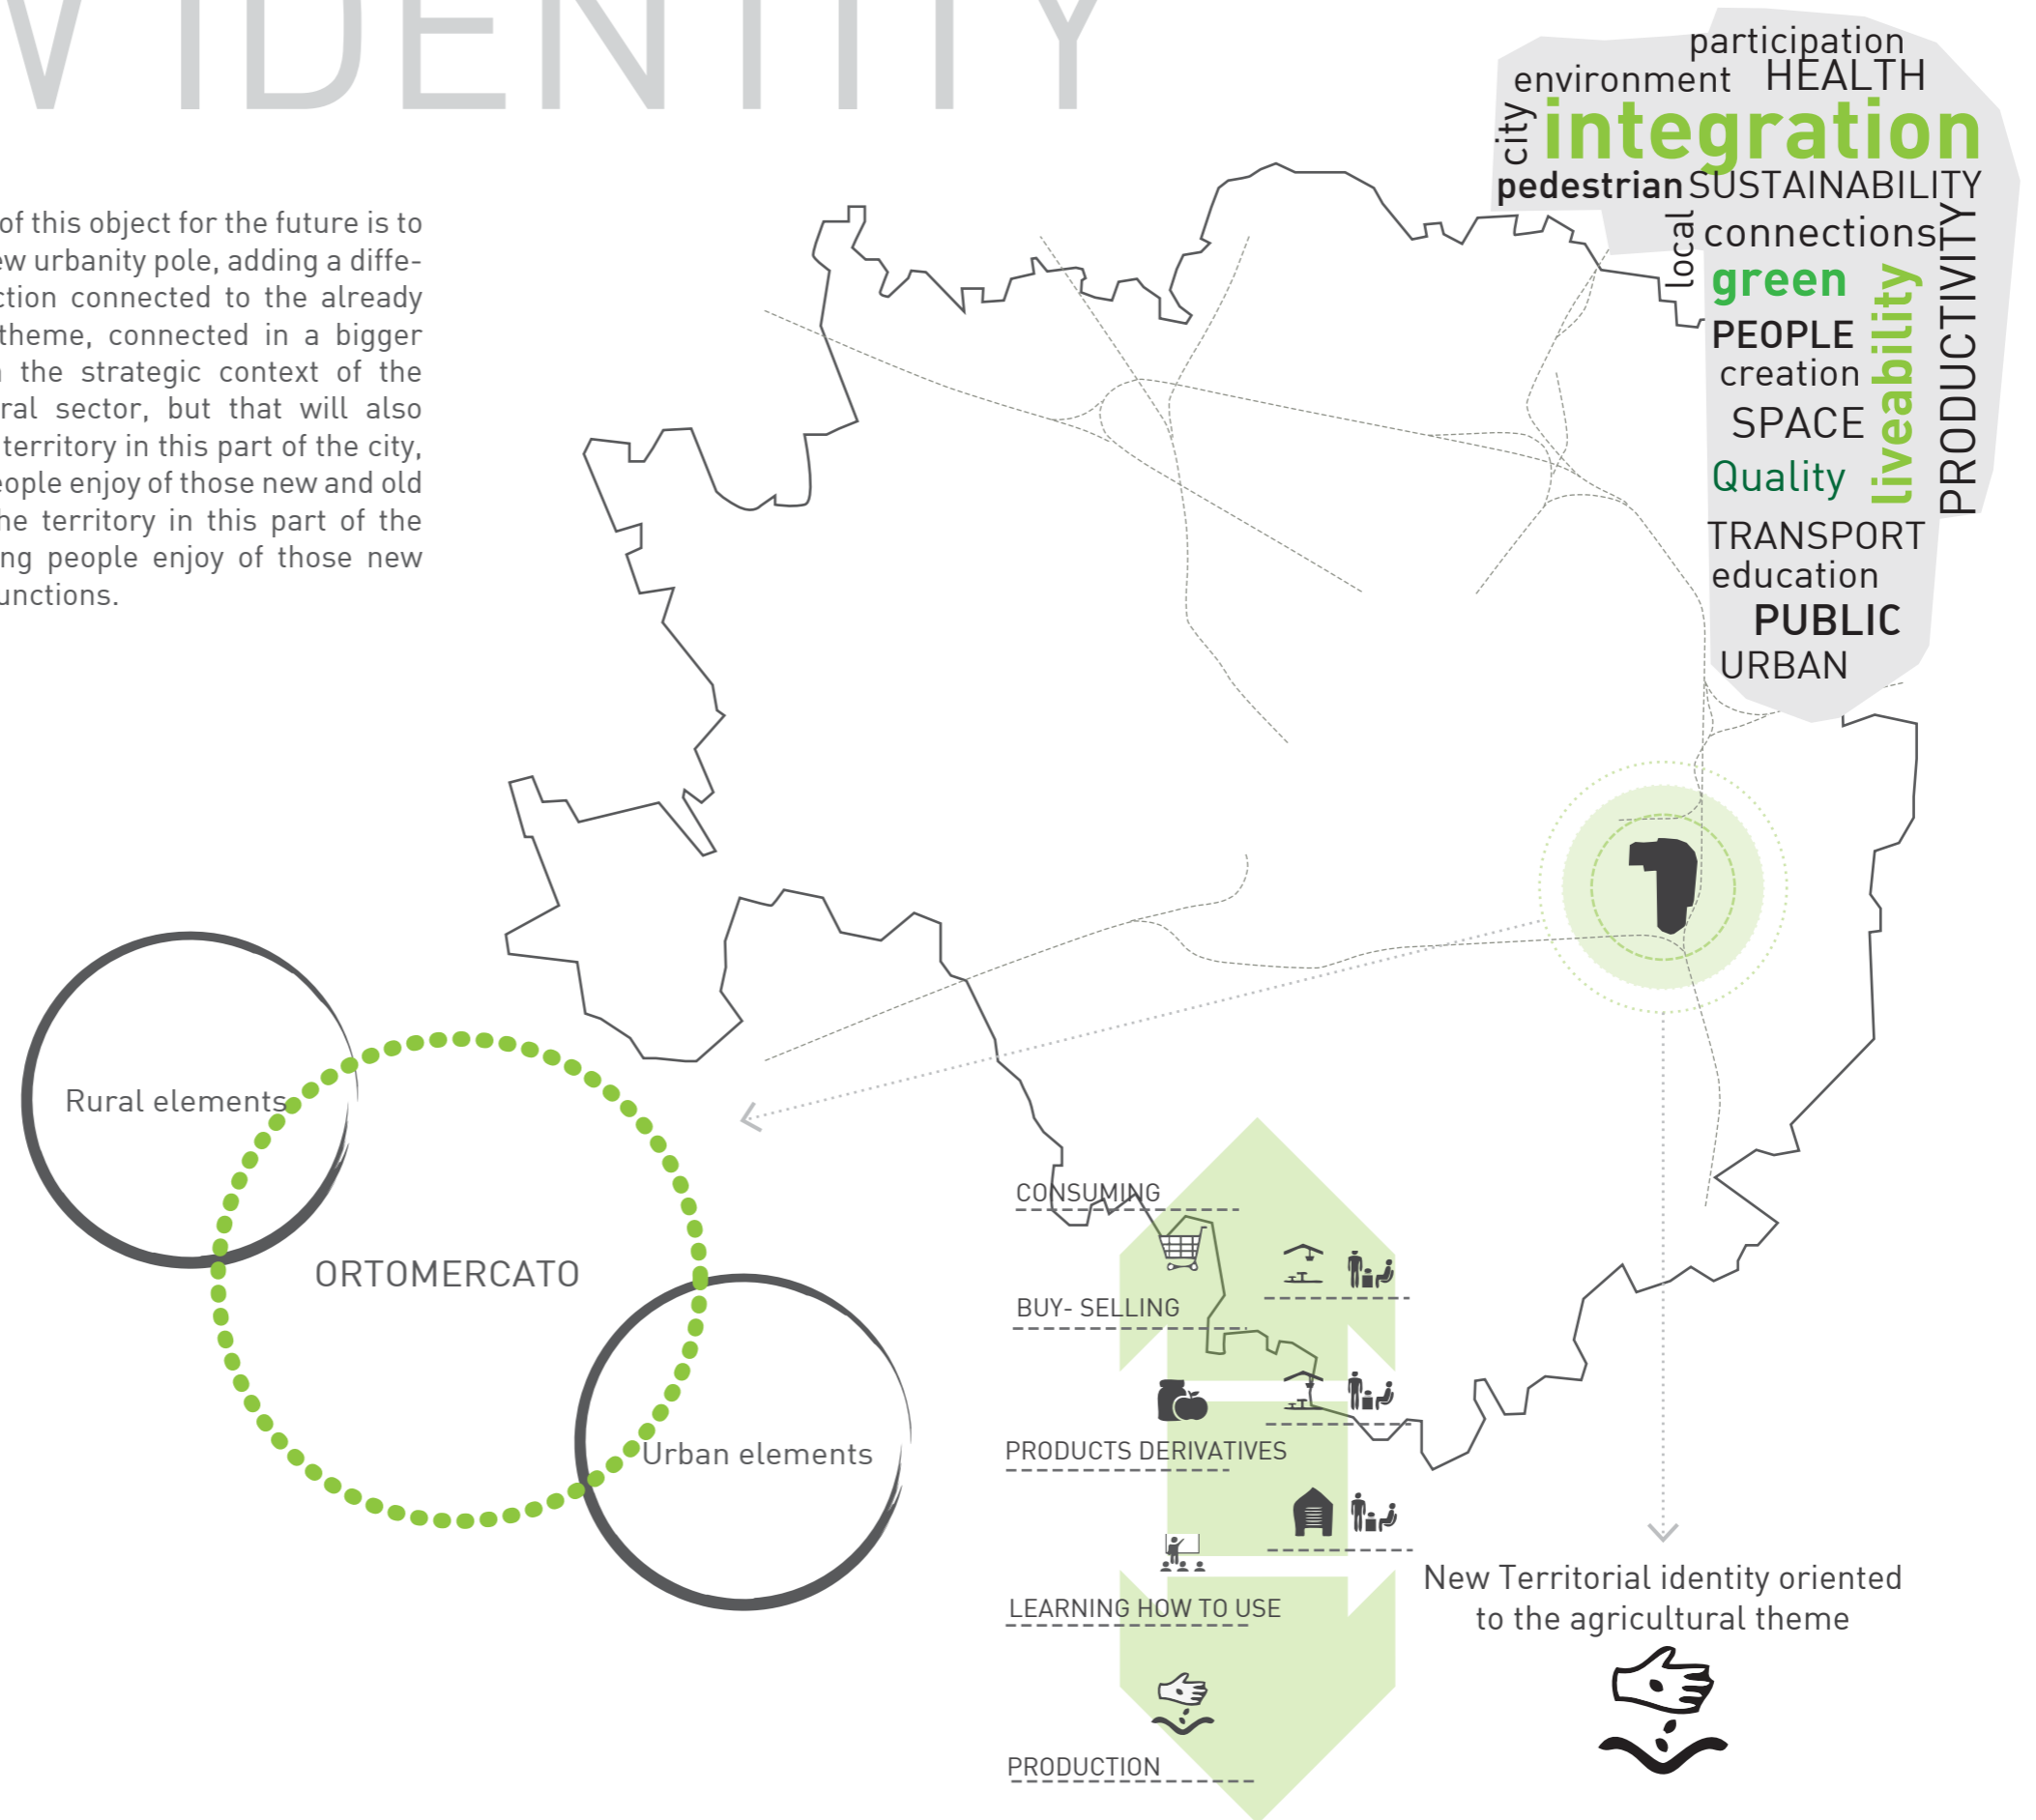 IDENTITY
of this object for the future is to
ew urbanity pole, adding a diffe-
ction connected to the already
theme, connected in a bigger
the strategic context of the
ral sector, but that will also
territory in this part of the city,
eople enjoy of those new and old
he territory in this part of the
ng people enjoy of those new
unctions.
participation
environment HEALTH
city integration
pedestrian SUSTAINABILITY
local connections
green
PEOPLE
creation
SPACE
liveability
PRODUCTIVITY
Quality
TRANSPORT
education
PUBLIC
URBAN
Rural elements
ORTOMERCATO
Urban elements
CONSUMING
BUY- SELLING
PRODUCTS DERIVATIVES
LEARNING HOW TO USE
PRODUCTION
New Territorial identity oriented
to the agricultural theme